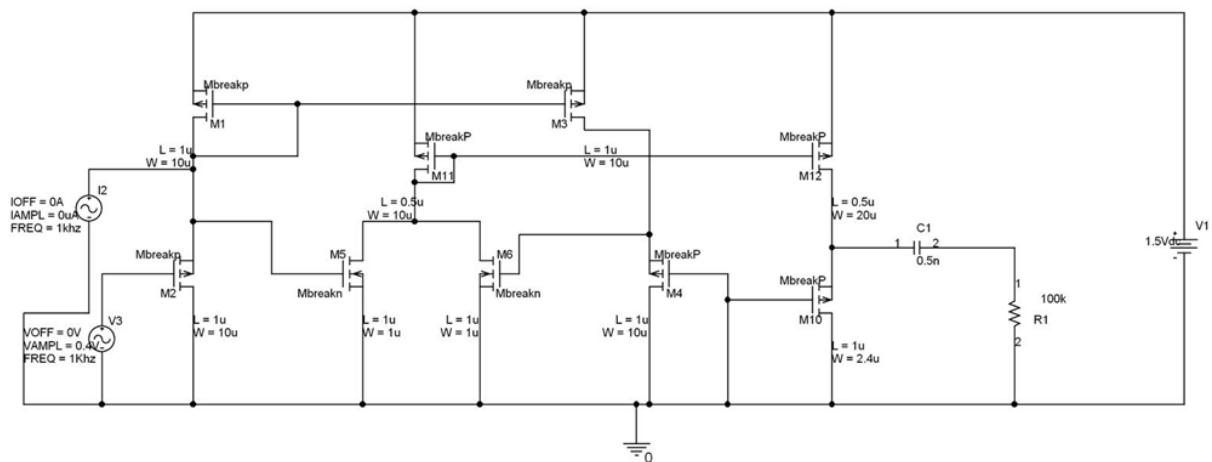 Mbreakp
M1
L = 1u
W = 10u
Mbreakp
M3
L = 1u
W = 10u
MbreakP
M11
L = 0.5u
W = 10u
MbreakP
M12
L = 0.5u
W = 20u
I2
IOFF = 0A
IAMPL = 0uA
FREQ = 1khz
Mbreakp
M2
L = 1u
W = 10u
V3
VOFF = 0V
VAMPL = 0.4V
FREQ = 1Khz
M5
Mbreakn
L = 1u
W = 1u
M6
Mbreakn
L = 1u
W = 1u
MbreakP
M4
L = 1u
W = 10u
MbreakP
M10
L = 1u
W = 2.4u
C1
1 2
0.5n
1
100k
R1
2
V1
1.5Vdc
0